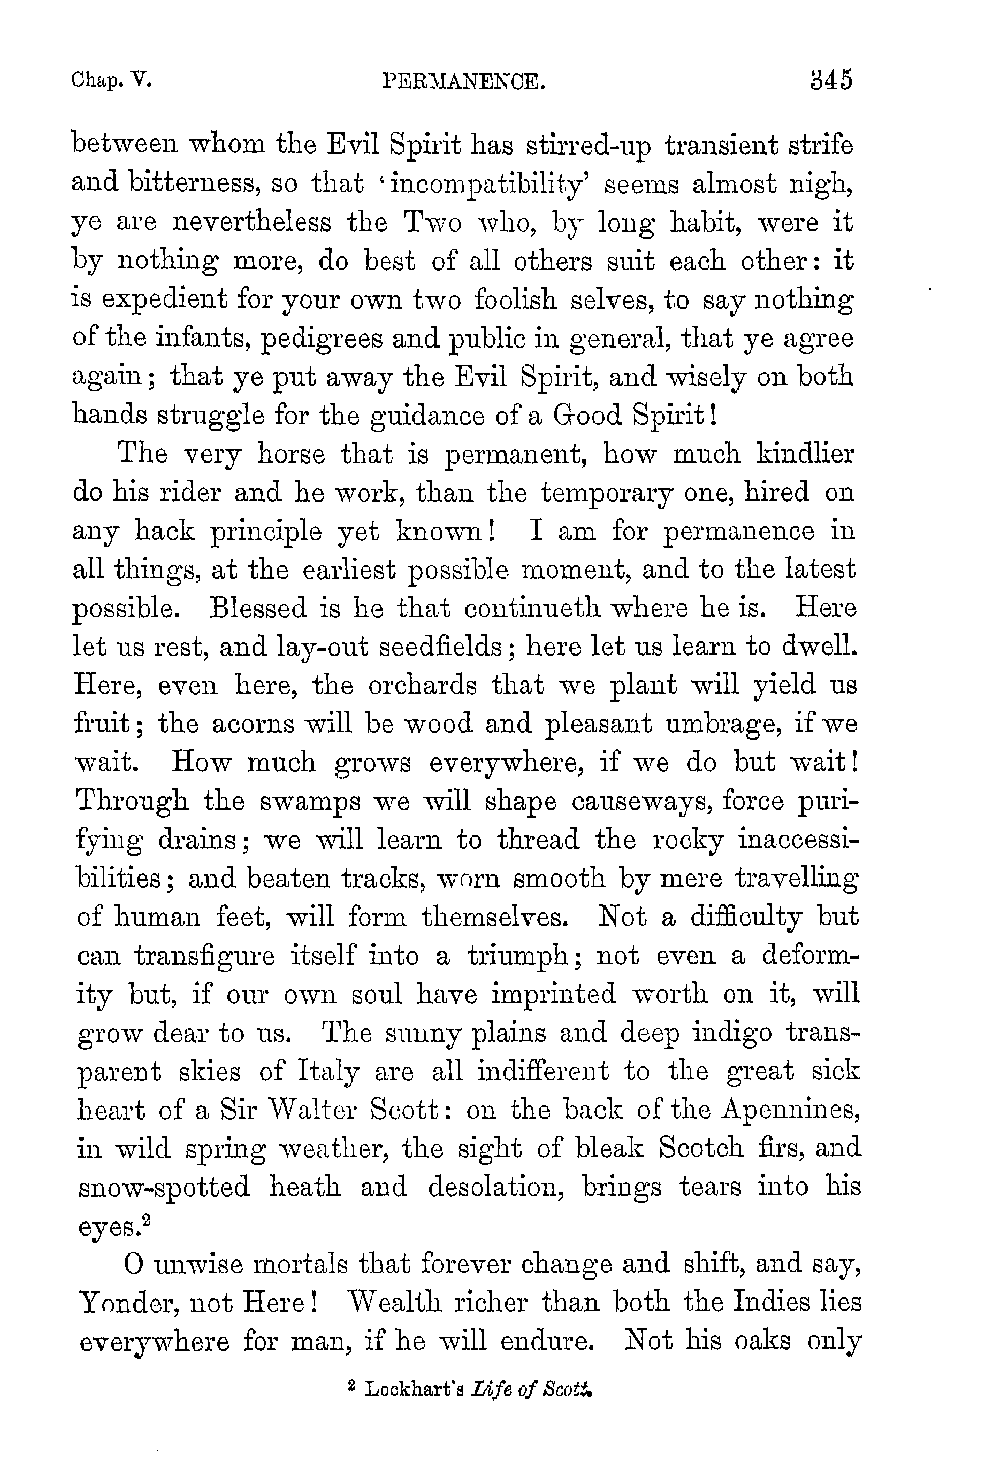 Chap. V. PERMANENCE. 345
between whom the Evil Spirit has stirred-up transient strife
and bitterness, so that ‘incompatibility’ seems almost nigh,
ye are nevertheless the Two who, by long habit, were it
by nothing more, do best of all others suit each other: it
is expedient for your own two foolish selves, to say nothing
of the infants, pedigrees and public in general, that ye agree
again; that ye put away the Evil Spirit, and wisely on both
hands struggle for the guidance of a Good Spirit!
The very horse that is permanent, how much kindlier
do his rider and he work, than the temporary one, hired on
any hack principle yet known! I am for permanence in
all things, at the earliest possible moment, and to the latest
possible. Blessed is he that continueth where he is. Here
let us rest, and lay-out seedfields; here let us learn to dwell.
Here, even here, the orchards that we plant will yield us
fruit; the acorns will be wood and pleasant umbrage, if we
wait. How much grows everywhere, if we do but wait!
Through the swamps we will shape causeways, force puri-
fying drains; we will learn to thread the rocky inaccessi-
bilities; and beaten tracks, worn smooth by mere travelling
of human feet, will form themselves. Not a difficulty but
can transfigure itself into a triumph; not even a deform-
ity but, if our own soul have imprinted worth on it, will
grow dear to us. The sunny plains and deep indigo trans-
parent skies of Italy are all indifferent to the great sick
heart of a Sir Walter Scott: on the back of the Apennines,
in wild spring weather, the sight of bleak Scotch firs, and
snow-spotted heath and desolation, brings tears into his
eyes.²
O unwise mortals that forever change and shift, and say,
Yonder, not Here! Wealth richer than both the Indies lies
everywhere for man, if he will endure. Not his oaks only
² Lockhart's Life of Scott.